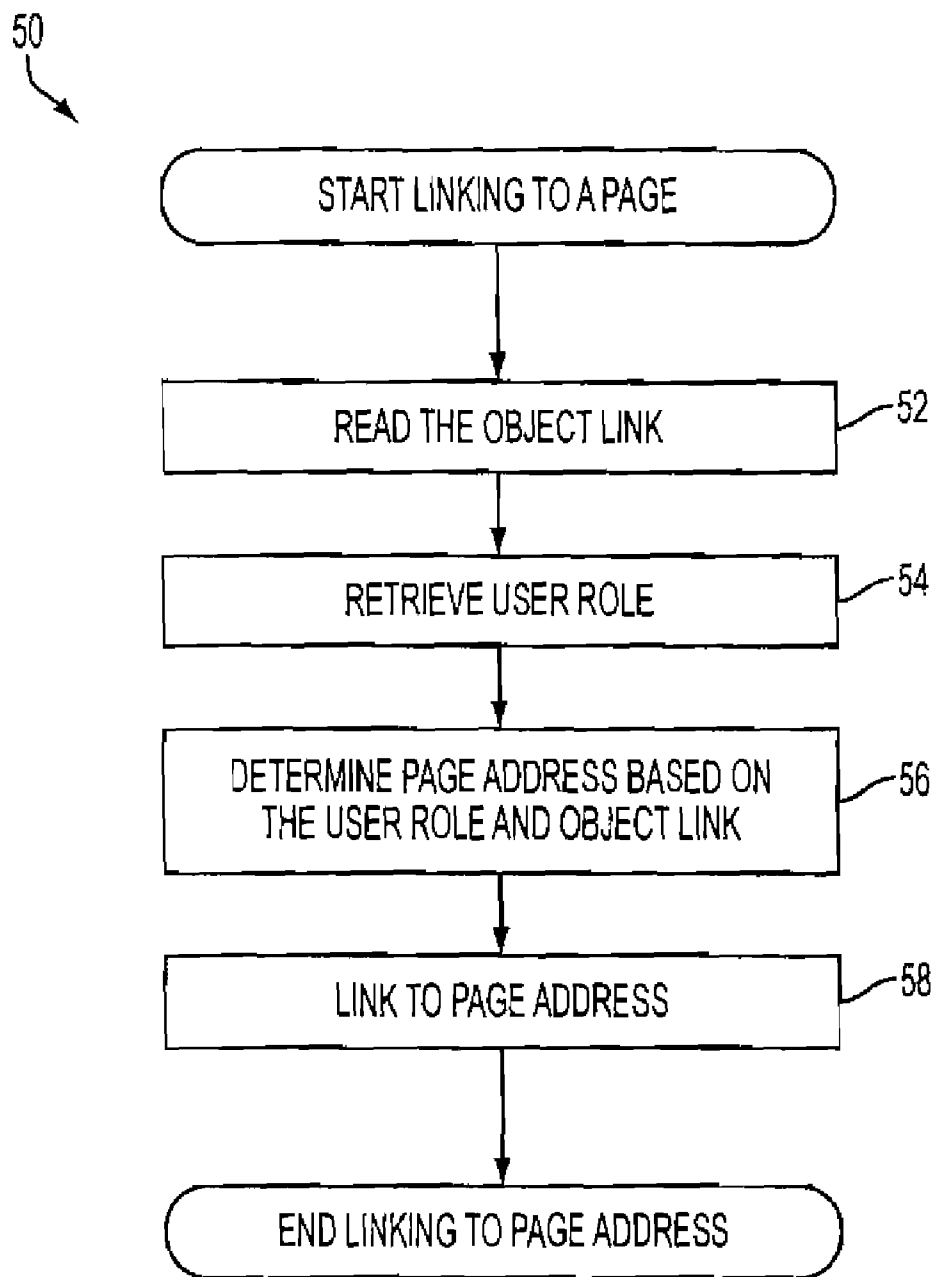 50
START LINKING TO A PAGE
READ THE OBJECT LINK
52
RETRIEVE USER ROLE
54
DETERMINE PAGE ADDRESS BASED ON
THE USER ROLE AND OBJECT LINK
56
LINK TO PAGE ADDRESS
58
END LINKING TO PAGE ADDRESS